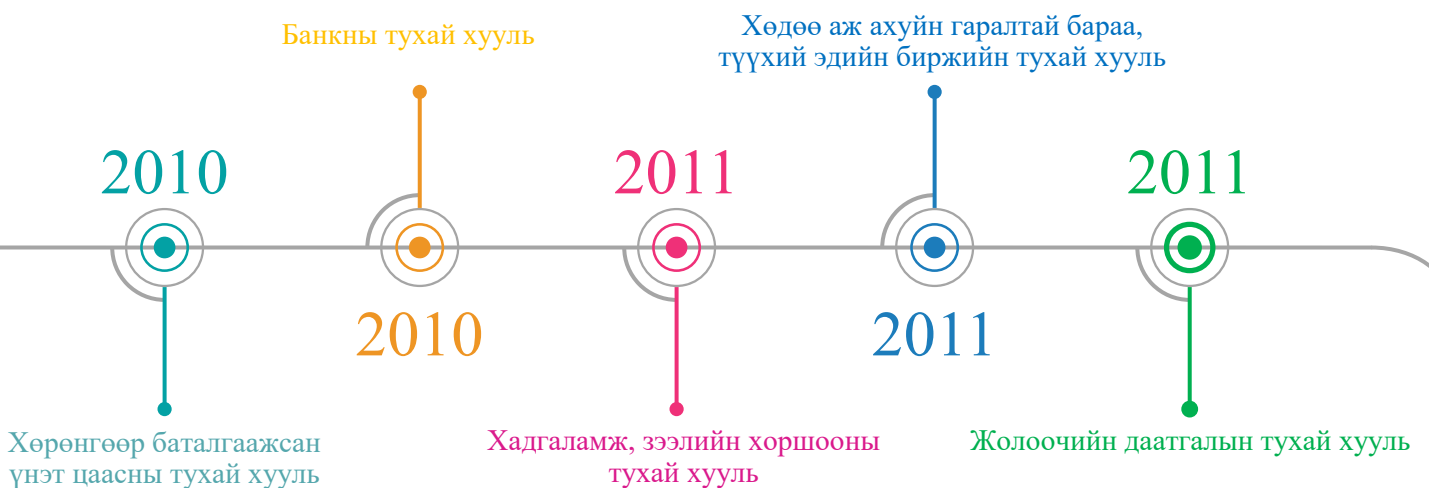 2010
Хөрөнгөөр баталгаажсан
үнэт цаасны тухай хууль
Банкны тухай хууль
2010
2011
Хадгаламж, зээлийн хоршооны
тухай хууль
Хөдөө аж ахуйн гаралтай бараа,
түүхий эдийн биржийн тухай хууль
2011
2011
Жолоочийн даатгалын тухай хууль